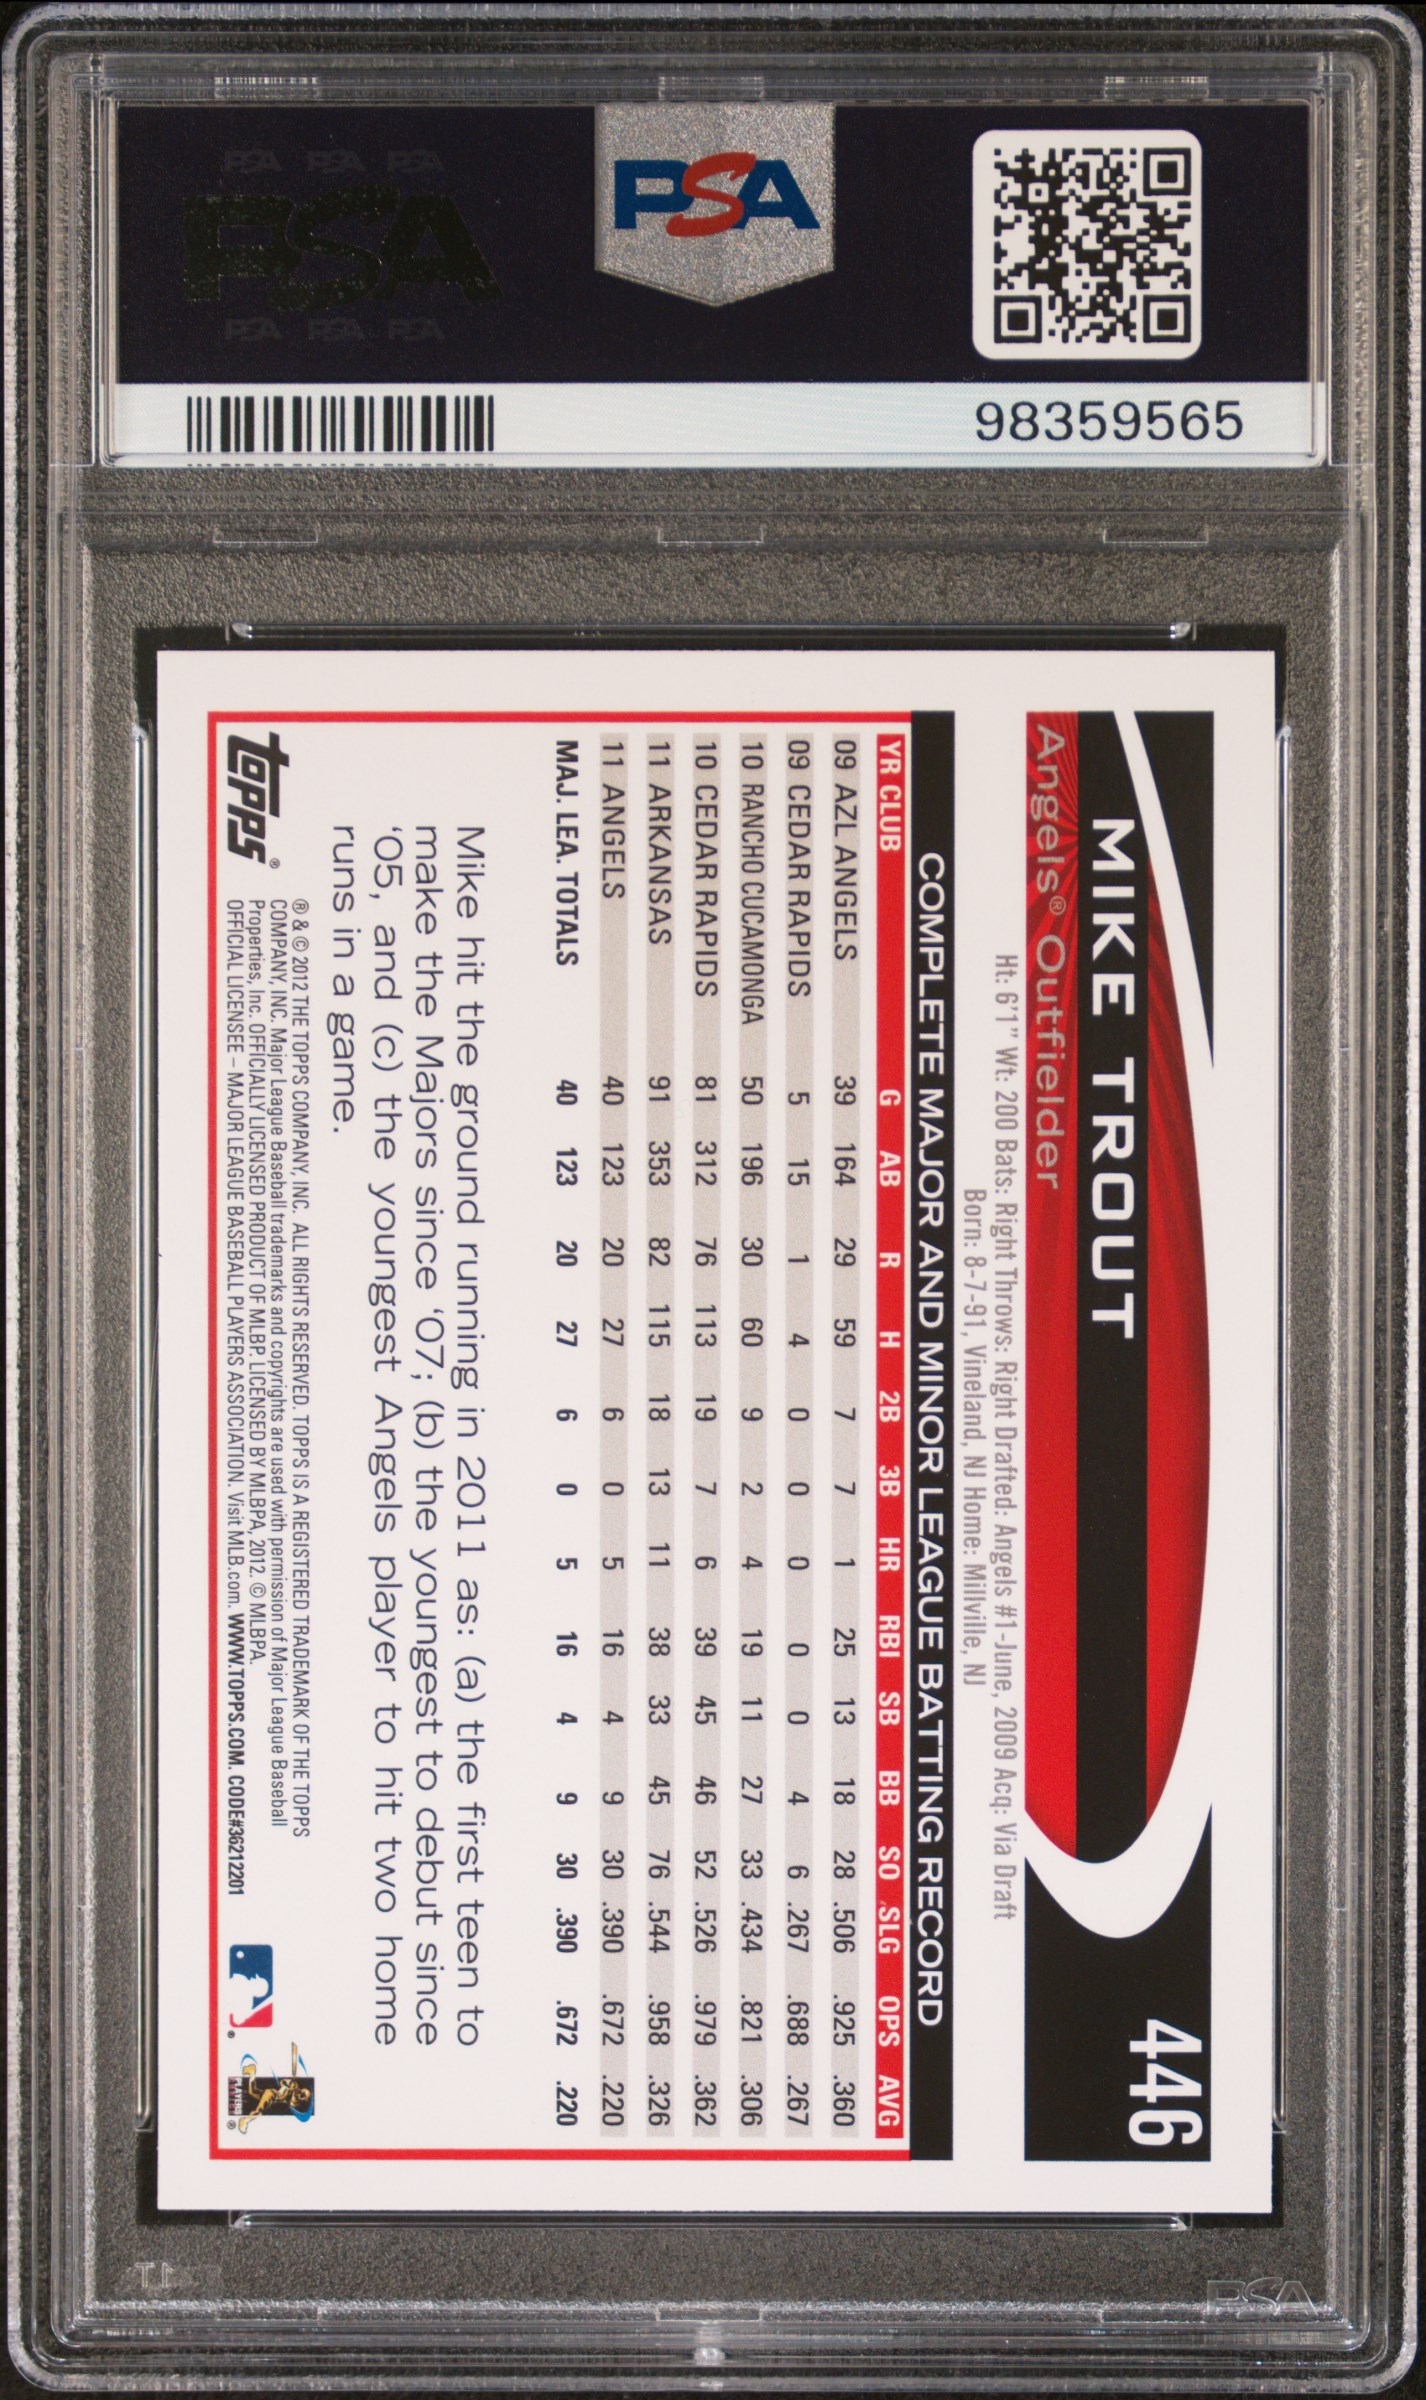 PSA PSA PSA
PSA
PSA PSA PSA
PSA
98359565
446
MIKE TROUT
Angels® Outfielder
Ht: 6'1" Wt: 200 Bats: Right Throws: Right Drafted: Angels #1-June, 2009 Acq: Via Draft
Born: 8-7-91, Vineland, NJ Home: Millville, NJ
COMPLETE MAJOR AND MINOR LEAGUE BATTING RECORD
YR CLUB G AB R H 2B 3B HR RBI SB BB SO SLG OPS AVG
09 AZL ANGELS 39 164 29 59 7 7 1 25 13 18 28 .506 .925 .360
09 CEDAR RAPIDS 5 15 1 4 0 0 0 0 0 4 6 .267 .688 .267
10 RANCHO CUCAMONGA 50 196 30 60 9 2 4 19 11 27 33 .434 .821 .306
10 CEDAR RAPIDS 81 312 76 113 19 7 6 39 45 46 52 .526 .979 .362
11 ARKANSAS 91 353 82 115 18 13 11 38 33 45 76 .544 .958 .326
11 ANGELS 40 123 20 27 6 0 5 16 4 9 30 .390 .672 .220
MAJ. LEA. TOTALS 40 123 20 27 6 0 5 16 4 9 30 .390 .672 .220
Mike hit the ground running in 2011 as: (a) the first teen to
make the Majors since '07; (b) the youngest to debut since
'05, and (c) the youngest Angels player to hit two home
runs in a game.
topps®
® & © 2012 THE TOPPS COMPANY, INC. ALL RIGHTS RESERVED. TOPPS IS A REGISTERED TRADEMARK OF THE TOPPS
COMPANY, INC. Major League Baseball trademarks and copyrights are used with permission of Major League Baseball
Properties, Inc. OFFICIALLY LICENSED PRODUCT OF MLBP. LICENSED BY MLBPA, 2012. © MLBPA.
OFFICIAL LICENSEE – MAJOR LEAGUE BASEBALL PLAYERS ASSOCIATION. Visit MLB.com. WWW.TOPPS.COM. CODE#36212201
PSA